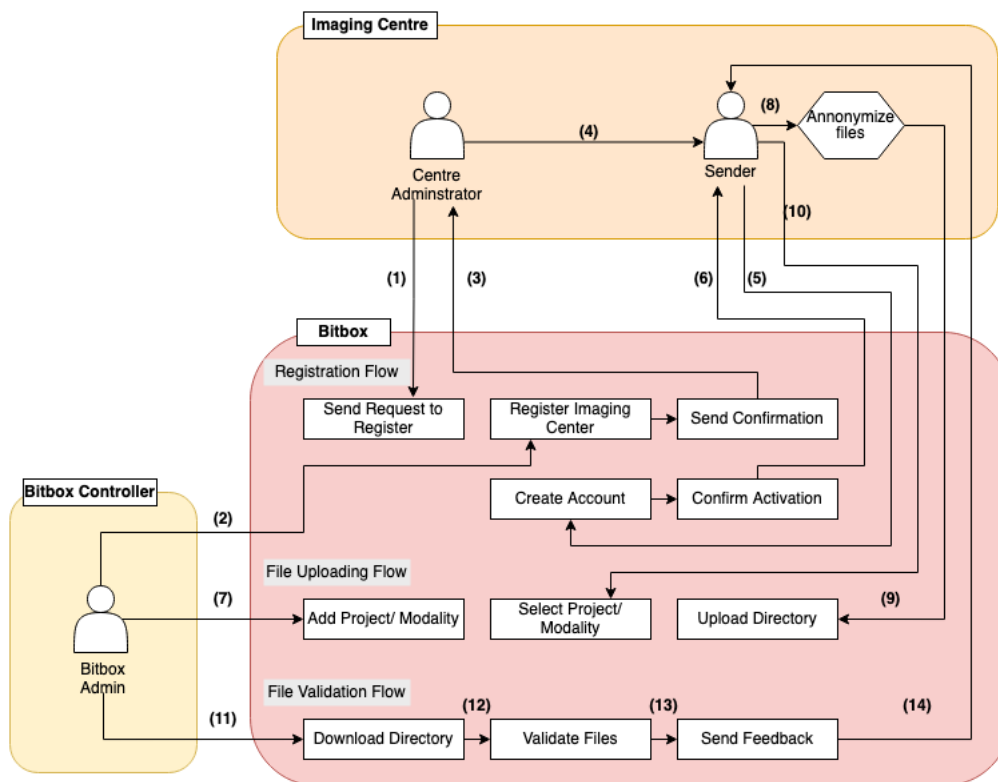 Imaging Centre
(8)
Annonymize
files
(4)
Centre
Adminstrator
Sender
(10)
(1)
(3)
(6)
(5)
Bitbox
Registration Flow
Send Request to
Register
Register Imaging
Center
Send Confirmation
Bitbox Controller
Create Account
Confirm Activation
(2)
File Uploading Flow
(7)
Add Project/ Modality
Select Project/
Modality
Upload Directory
(9)
Bitbox
Admin
File Validation Flow
(11)
(12)
(13)
(14)
Download Directory
Validate Files
Send Feedback